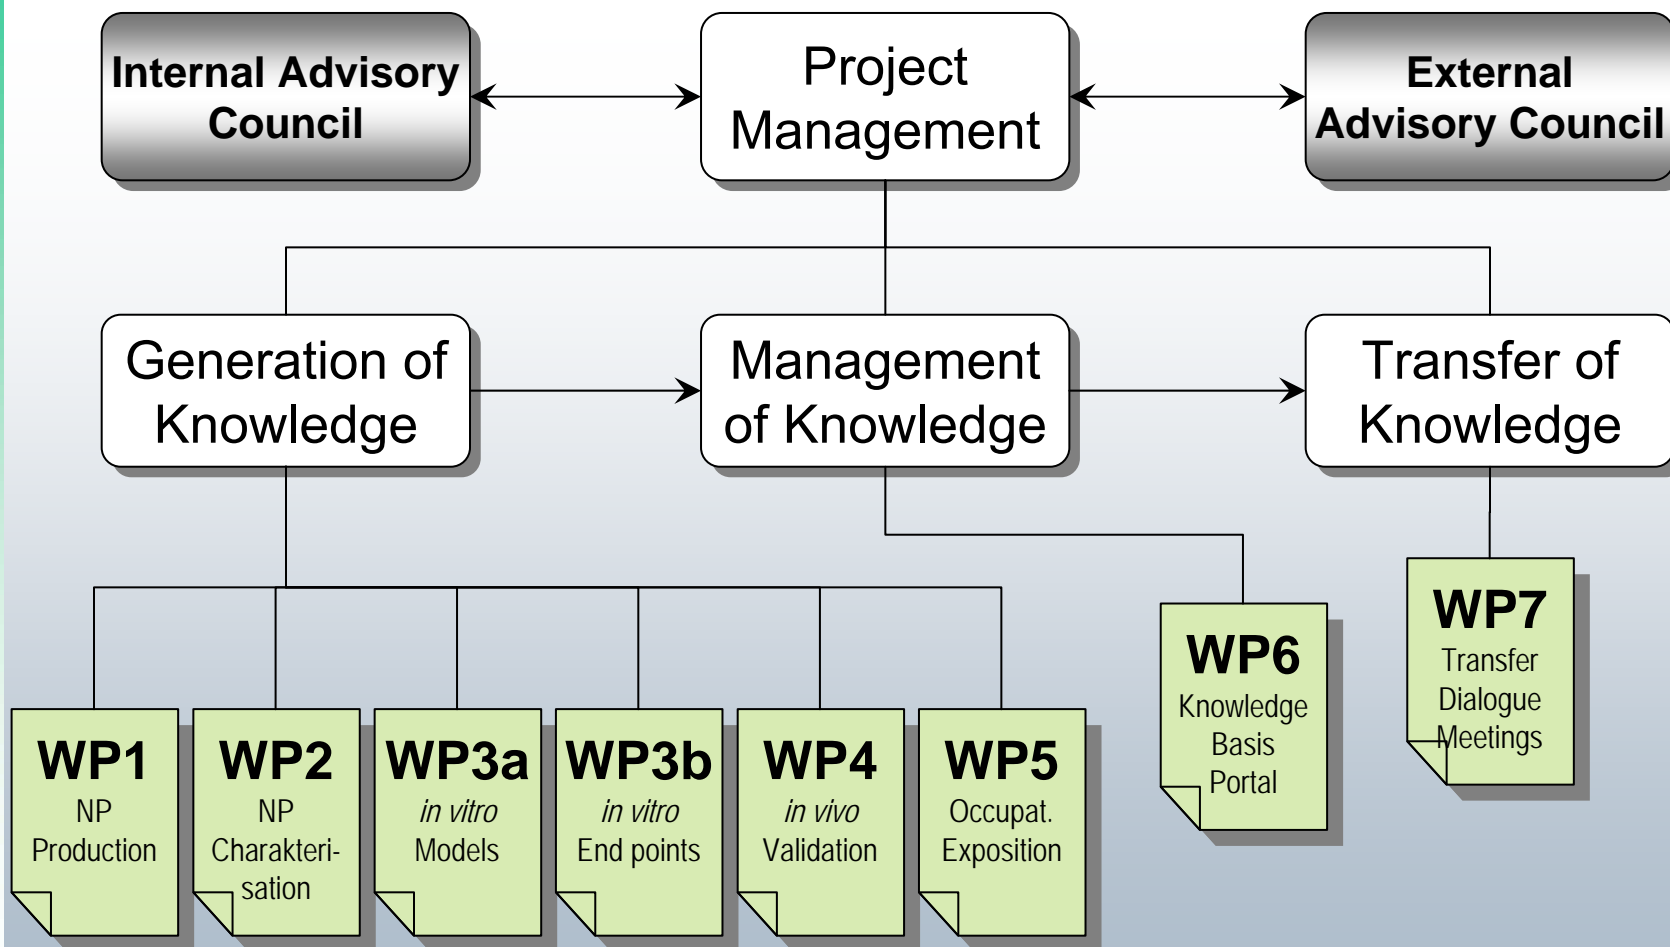 Internal Advisory
Council
Project
Management
External
Advisory Council
Generation of
Knowledge
Management
of Knowledge
Transfer of
Knowledge
WP1
NP
Production
WP2
NP
Charakteri-
sation
WP3a
in vitro
Models
WP3b
in vitro
End points
WP4
in vivo
Validation
WP5
Occupat.
Exposition
WP6
Knowledge
Basis
Portal
WP7
Transfer
Dialogue
Meetings